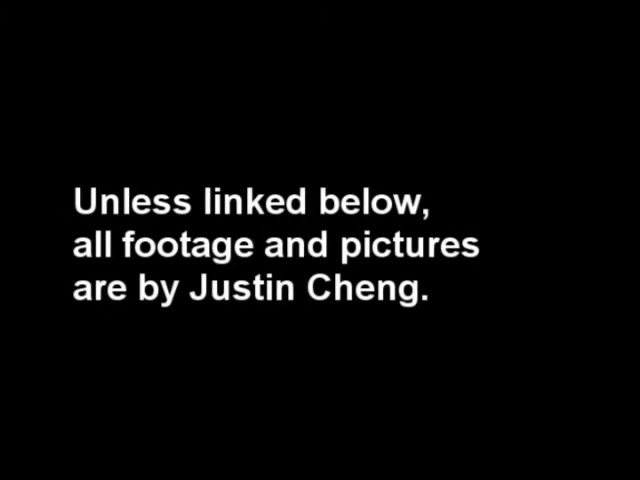 Unless linked below,
all footage and pictures
are by Justin Cheng.